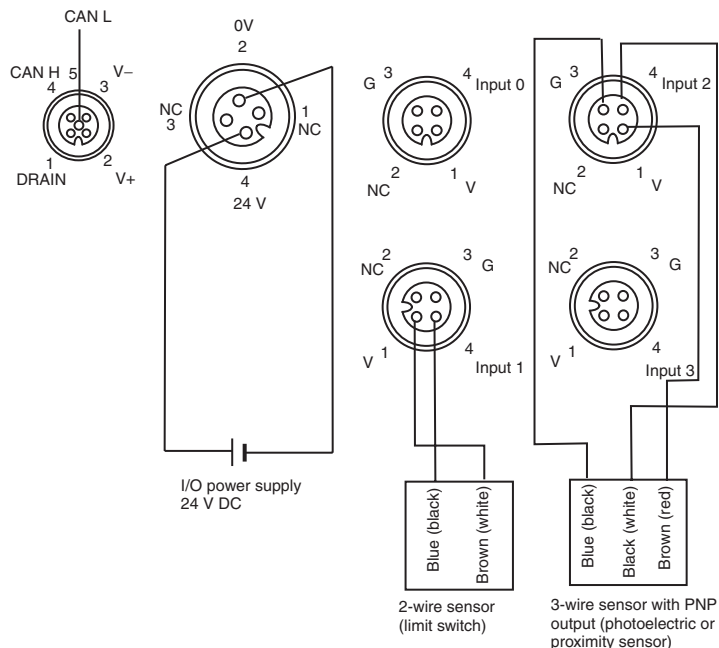 CAN L
CAN H
5
4
3
V–
1
2
DRAIN
V+
0V
2
NC
3
1
NC
4
24 V
I/O power supply
24 V DC
G
3
4
Input 0
2
NC
1
V
NC
2
3
G
V
1
4
Input 1
Blue (black)
Brown (white)
2-wire sensor
(limit switch)
G
3
4
Input 2
2
NC
1
V
NC
2
3
G
V
1
4
Input 3
Blue (black)
Black (white)
Brown (red)
3-wire sensor with PNP
output (photoelectric or
proximity sensor)